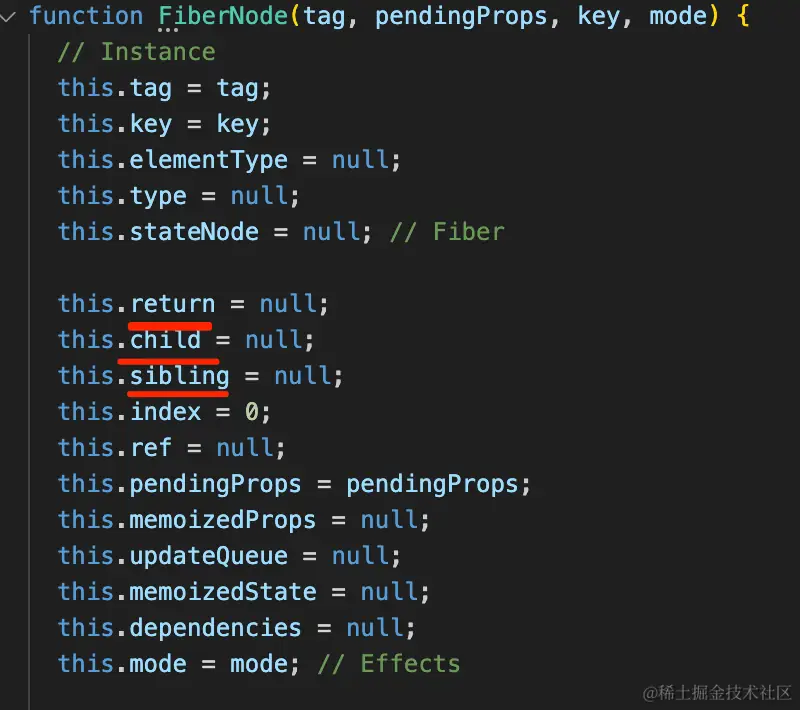 function FiberNode(tag, pendingProps, key, mode) {
// Instance
this.tag = tag;
this.key = key;
this.elementType = null;
this.type = null;
this.stateNode = null; // Fiber
this.return = null;
this.child = null;
this.sibling = null;
this.index = 0;
this.ref = null;
this.pendingProps = pendingProps;
this.memoizedProps = null;
this.updateQueue = null;
this.memoizedState = null;
this.dependencies = null;
this.mode = mode; // Effects
@稀土掘金技术社区